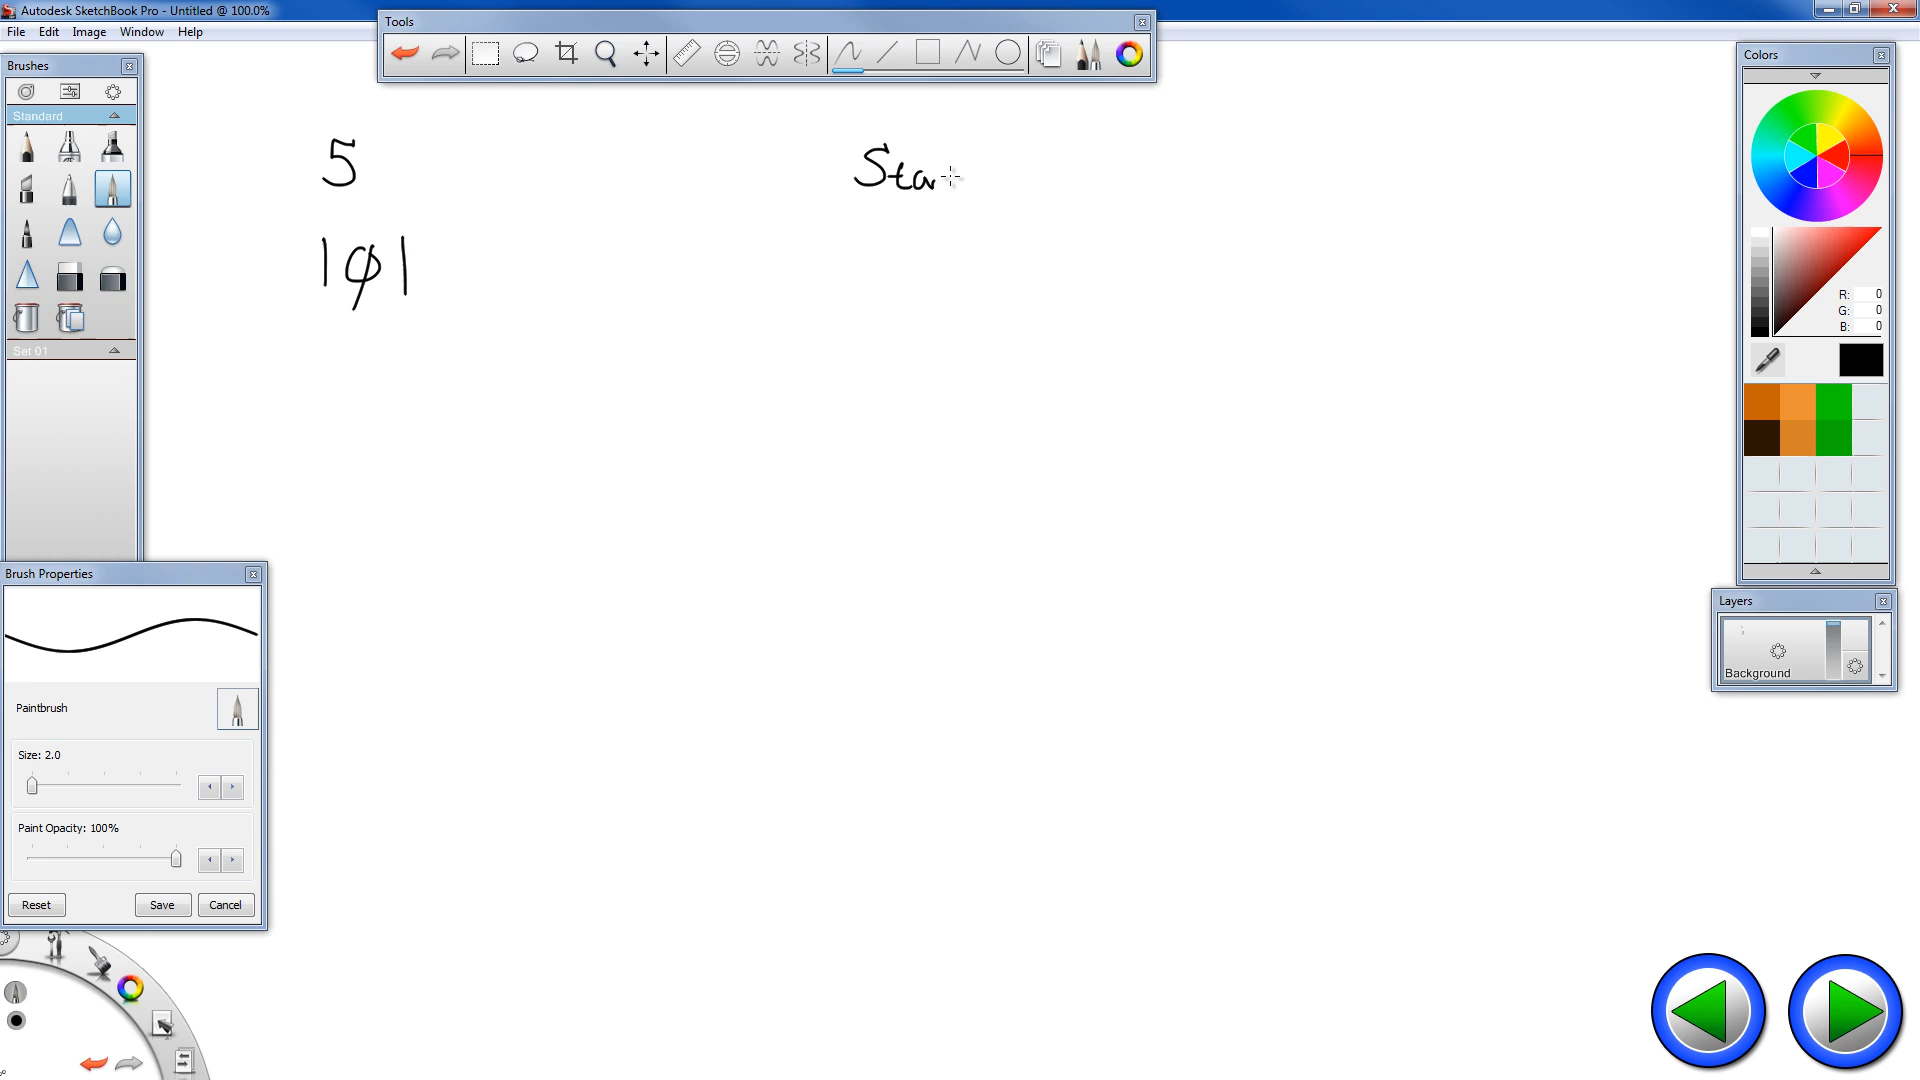 Autodesk SketchBook Pro - Untitled @ 100.0%
File Edit Image Window Help
Tools
Brushes
Standard
Set 01
5
101
Sta
Colors
R: 0
G: 0
B: 0
Layers
Background
Brush Properties
Paintbrush
Size: 2.0
Paint Opacity: 100%
Reset Save Cancel